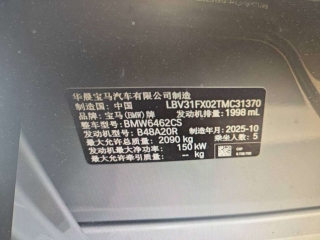 华晨宝马汽车有限公司
制造国：中国 LBV31FX02TMC31370
品牌：宝马(BMW)牌 发动机排量：1998 mL
整车型号：BMW6462CS
发动机型号：B48A20R 制造年月：2025-10
最大允许总质量：2090 kg 乘坐人数：5
发动机最大净功率：150 kW
最大允许牵引质量：-- kg